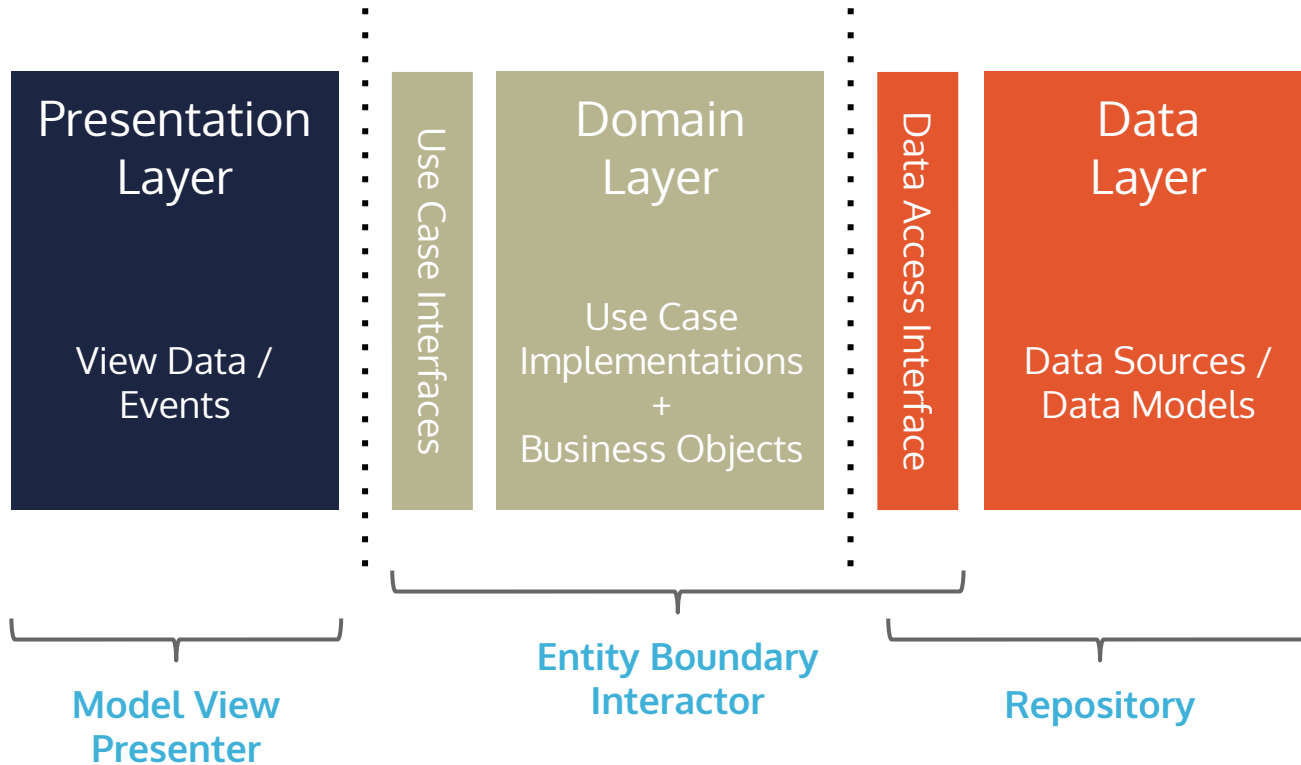 Presentation
Layer
View Data /
Events
Use Case Interfaces
Domain
Layer
Use Case
Implementations
+
Business Objects
Data Access Interface
Data
Layer
Data Sources /
Data Models
Model View
Presenter
Entity Boundary
Interactor
Repository